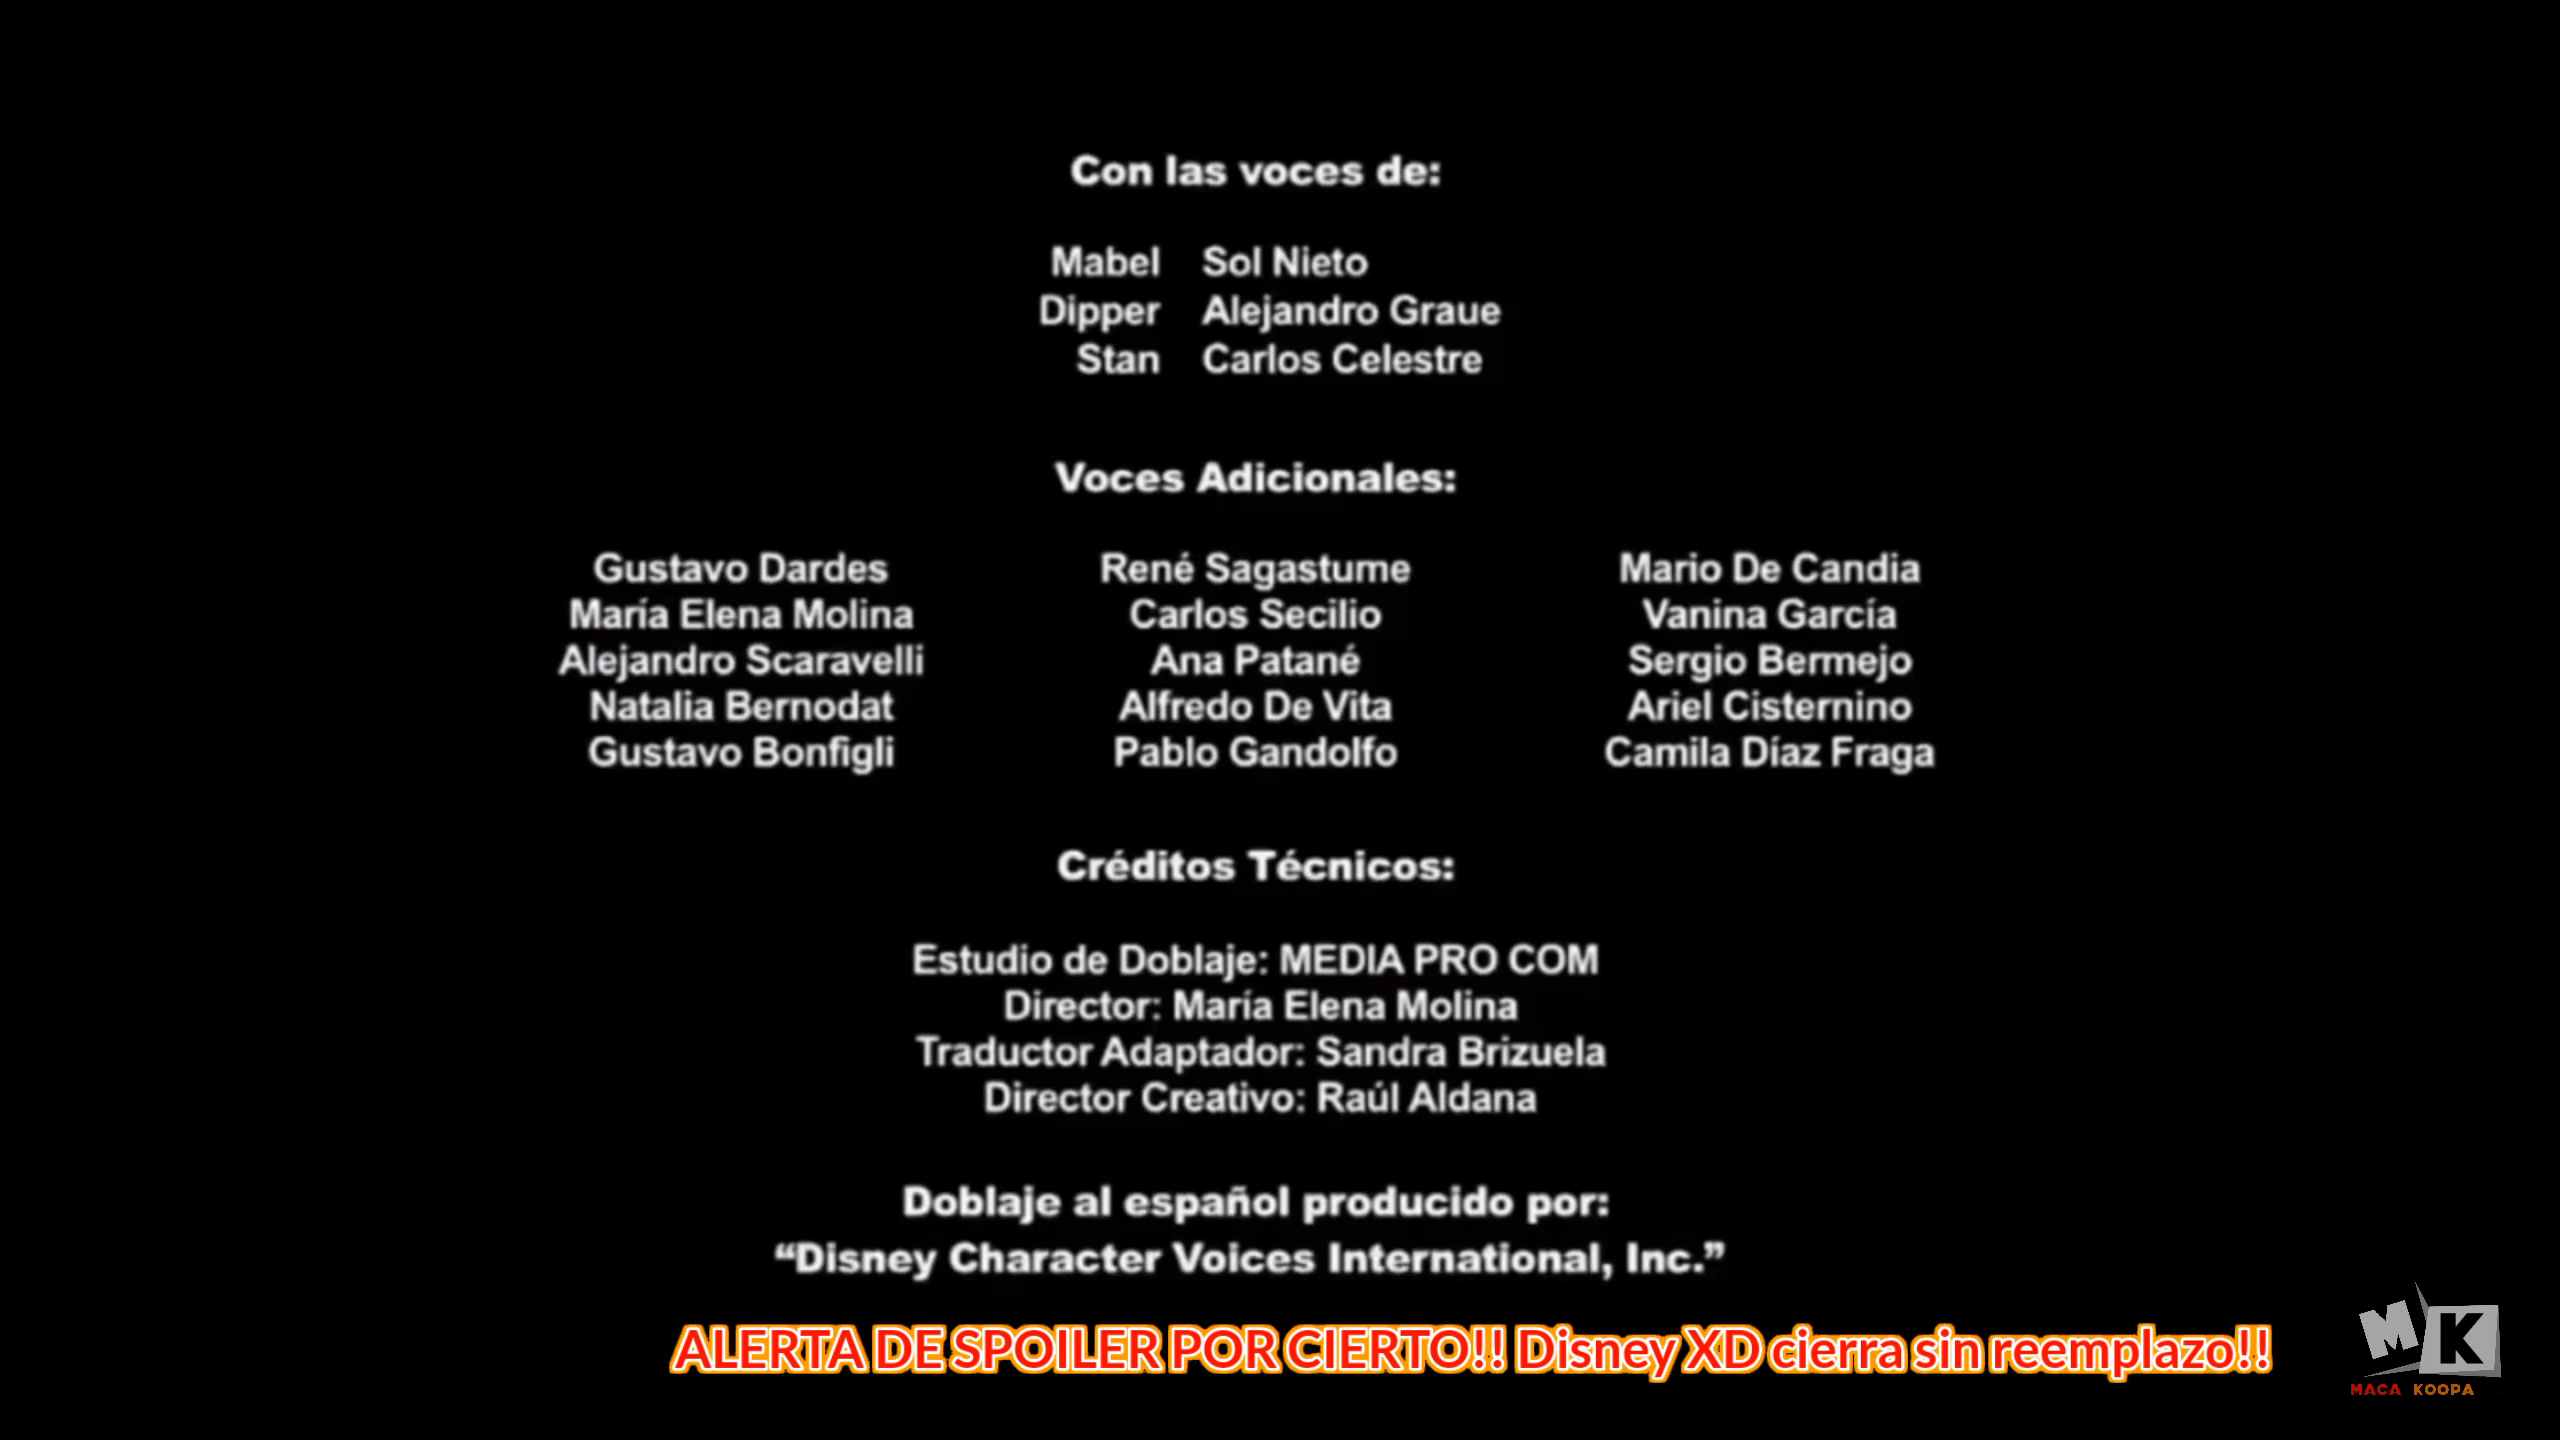 Con las voces de:
Mabel Sol Nieto
Dipper Alejandro Graue
Stan Carlos Celestre
Voces Adicionales:
Gustavo Dardes René Sagastume Mario De Candia
María Elena Molina Carlos Secilio Vanina García
Alejandro Scaravelli Ana Patané Sergio Bermejo
Natalia Bernodat Alfredo De Vita Ariel Cisternino
Gustavo Bonfigli Pablo Gandolfo Camila Díaz Fraga
Créditos Técnicos:
Estudio de Doblaje: MEDIA PRO COM
Director: María Elena Molina
Traductor Adaptador: Sandra Brizuela
Director Creativo: Raúl Aldana
Doblaje al español producido por:
“Disney Character Voices International, Inc.”
ALERTA DE SPOILER POR CIERTO!! Disney XD cierra sin reemplazo!!
MK
MACA KOOPA